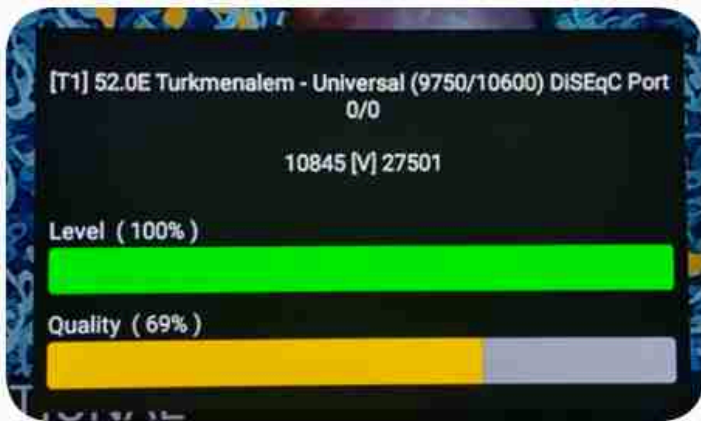 [T1] 52.0E Turkmenalem - Universal (9750/10600) DiSEqC Port
0/0
10845 [V] 27501
Level ( 100% )
Quality ( 69% )